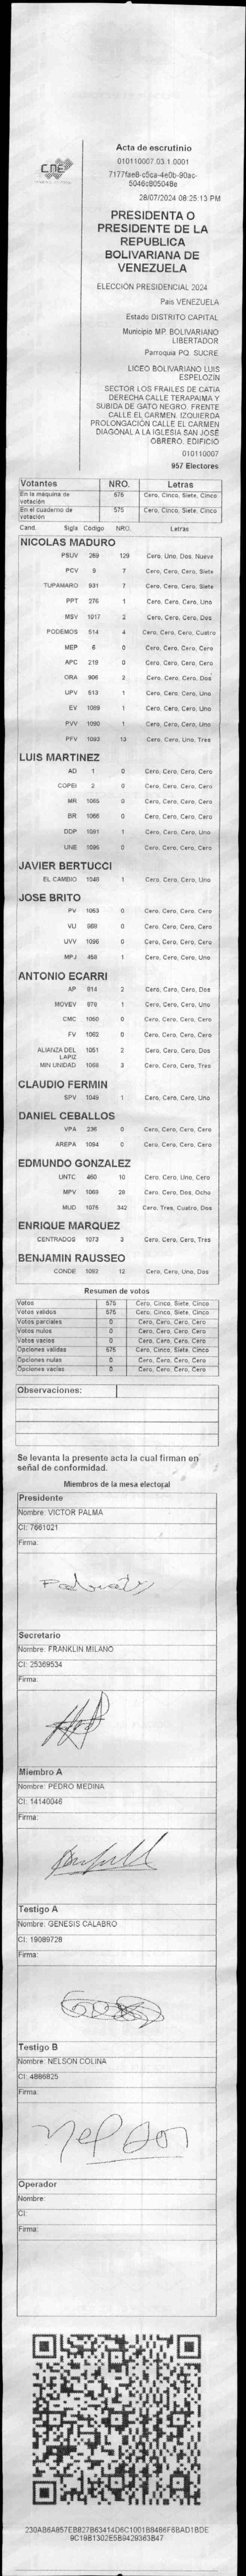 CNE
Acta de escrutinio
010110007.03.1.0001
7177fae8-c5ca-4e0b-90ac-
5046c805048e
28/07/2024 08:25:13 PM
PRESIDENTA O
PRESIDENTE DE LA
REPUBLICA
BOLIVARIANA DE
VENEZUELA
ELECCIÓN PRESIDENCIAL 2024
País VENEZUELA
Estado DISTRITO CAPITAL
Municipio MP. BOLIVARIANO
LIBERTADOR
Parroquia PQ. SUCRE
LICEO BOLIVARIANO LUIS
ESPELOZIN
SECTOR LOS FRAILES DE CATIA
DERECHA CALLE TERAPAIMA Y
SUBIDA DE GATO NEGRO. FRENTE
CALLE EL CARMEN. IZQUIERDA
PROLONGACIÓN CALLE EL CARMEN
DIAGONAL A LA IGLESIA SAN JOSÉ
OBRERO. EDIFICIO
010110007
957 Electores
Votantes NRO. Letras
En la máquina de votación 575 Cero, Cinco, Siete, Cinco
En el cuaderno de votación 575 Cero, Cinco, Siete, Cinco
Cand. Sigla Codigo NRO. Letras
NICOLAS MADURO
PSUV 269 129 Cero, Uno, Dos, Nueve
PCV 9 7 Cero, Cero, Cero, Siete
TUPAMARO 931 7 Cero, Cero, Cero, Siete
PPT 275 1 Cero, Cero, Cero, Uno
MSV 1017 2 Cero, Cero, Cero, Dos
PODEMOS 514 4 Cero, Cero, Cero, Cuatro
MEP 6 0 Cero, Cero, Cero, Cero
APC 219 0 Cero, Cero, Cero, Cero
ORA 906 2 Cero, Cero, Cero, Dos
UPV 513 1 Cero, Cero, Cero, Uno
EV 1089 1 Cero, Cero, Cero, Uno
PVV 1090 1 Cero, Cero, Cero, Uno
PFV 1093 13 Cero, Cero, Uno, Tres
LUIS MARTINEZ
AD 1 0 Cero, Cero, Cero, Cero
COPEI 2 0 Cero, Cero, Cero, Cero
MR 1065 0 Cero, Cero, Cero, Cero
BR 1066 0 Cero, Cero, Cero, Cero
DDP 1091 1 Cero, Cero, Cero, Uno
UNE 1095 0 Cero, Cero, Cero, Cero
JAVIER BERTUCCI
EL CAMBIO 1048 1 Cero, Cero, Cero, Uno
JOSE BRITO
PV 1053 0 Cero, Cero, Cero, Cero
VU 989 0 Cero, Cero, Cero, Cero
UVV 1096 0 Cero, Cero, Cero, Cero
MPJ 458 1 Cero, Cero, Cero, Uno
ANTONIO ECARRI
AP 914 2 Cero, Cero, Cero, Dos
MOVEV 979 1 Cero, Cero, Cero, Uno
CMC 1050 0 Cero, Cero, Cero, Cero
FV 1062 0 Cero, Cero, Cero, Cero
ALIANZA DEL 1051 2 Cero, Cero, Cero, Dos
LAPIZ
MIN UNIDAD 1068 3 Cero, Cero, Cero, Tres
CLAUDIO FERMIN
SPV 1049 1 Cero, Cero, Cero, Uno
DANIEL CEBALLOS
VPA 236 0 Cero, Cero, Cero, Cero
AREPA 1094 0 Cero, Cero, Cero, Cero
EDMUNDO GONZALEZ
UNTC 460 10 Cero, Cero, Uno, Cero
MPV 1069 28 Cero, Cero, Dos, Ocho
MUD 1076 342 Cero, Tres, Cuatro, Dos
ENRIQUE MARQUEZ
CENTRADOS 1073 3 Cero, Cero, Cero, Tres
BENJAMIN RAUSSEO
CONDE 1092 12 Cero, Cero, Uno, Dos
Resumen de votos
Votos 575 Cero, Cinco, Siete, Cinco
Votos validos 575 Cero, Cinco, Siete, Cinco
Votos parciales 0 Cero, Cero, Cero, Cero
Votos nulos 0 Cero, Cero, Cero, Cero
Votos vacios 0 Cero, Cero, Cero, Cero
Opciones validas 575 Cero, Cinco, Siete, Cinco
Opciones nulas 0 Cero, Cero, Cero, Cero
Opciones vacias 0 Cero, Cero, Cero, Cero
Observaciones:
Se levanta la presente acta la cual firman en
señal de conformidad.
Miembros de la mesa electoral
Presidente
Nombre: VICTOR PALMA
CI: 7661021
Firma:
Secretario
Nombre: FRANKLIN MILANO
CI: 25369534
Firma:
Miembro A
Nombre: PEDRO MEDINA
CI: 14140046
Firma:
Testigo A
Nombre: GENESIS CALABRO
CI: 19089728
Firma:
Testigo B
Nombre: NELSON COLINA
CI: 4886825
Firma:
Nelson
Operador
Nombre:
CI:
Firma:
230AB6A857EB827B63414D6C1001B8486F6BAD1BDE
9C19B1302E5B9429363B47